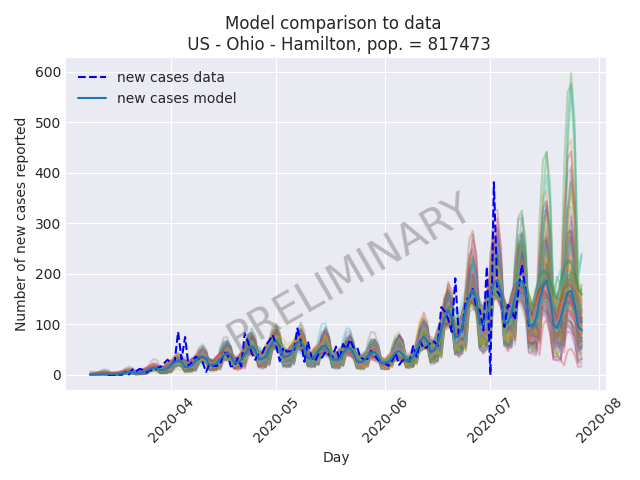 Model comparison to data
US - Ohio - Hamilton, pop. = 817473
new cases data
new cases model
PRELIMINARY
Number of new cases reported
600
500
400
300
200
100
0
2020-04
2020-05
2020-06
2020-07
2020-08
Day